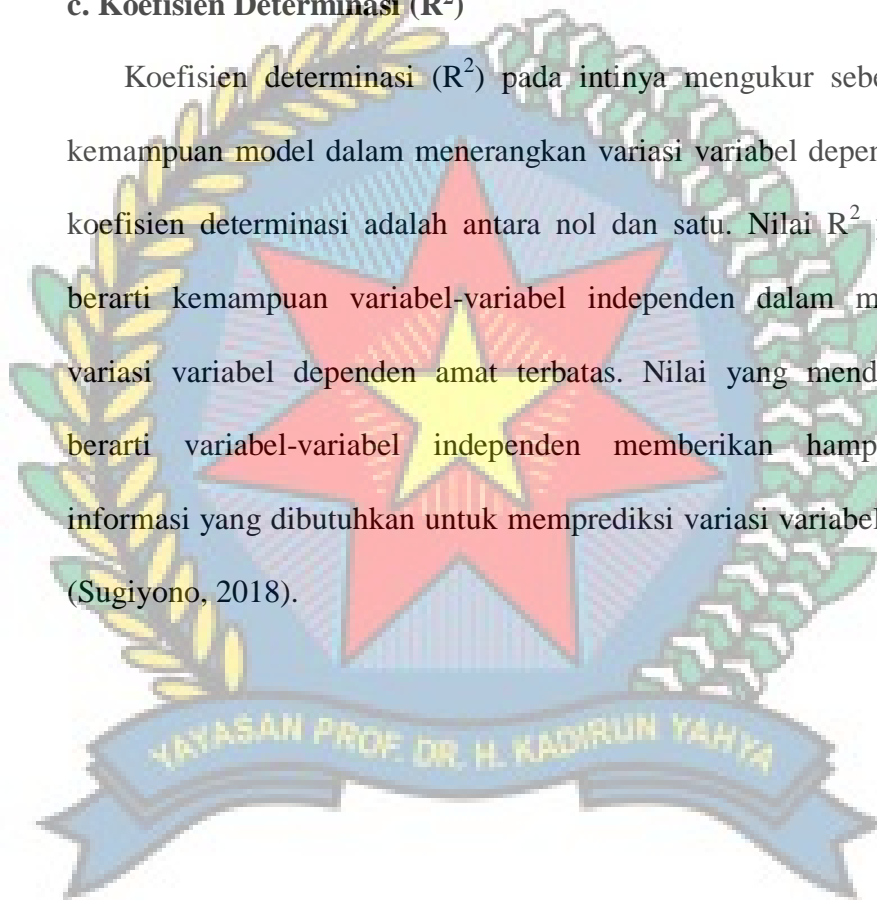 c. Koefisien Determinasi (R²)
Koefisien determinasi (R²) pada intinya mengukur sebe
kemampuan model dalam menerangkan variasi variabel depen
koefisien determinasi adalah antara nol dan satu. Nilai R²
berarti kemampuan variabel-variabel independen dalam m
variasi variabel dependen amat terbatas. Nilai yang mend
berarti variabel-variabel independen memberikan hamp
informasi yang dibutuhkan untuk memprediksi variasi variabel
(Sugiyono, 2018).
YAYASAN PROF. DR. H. KADIRUN YAHYA